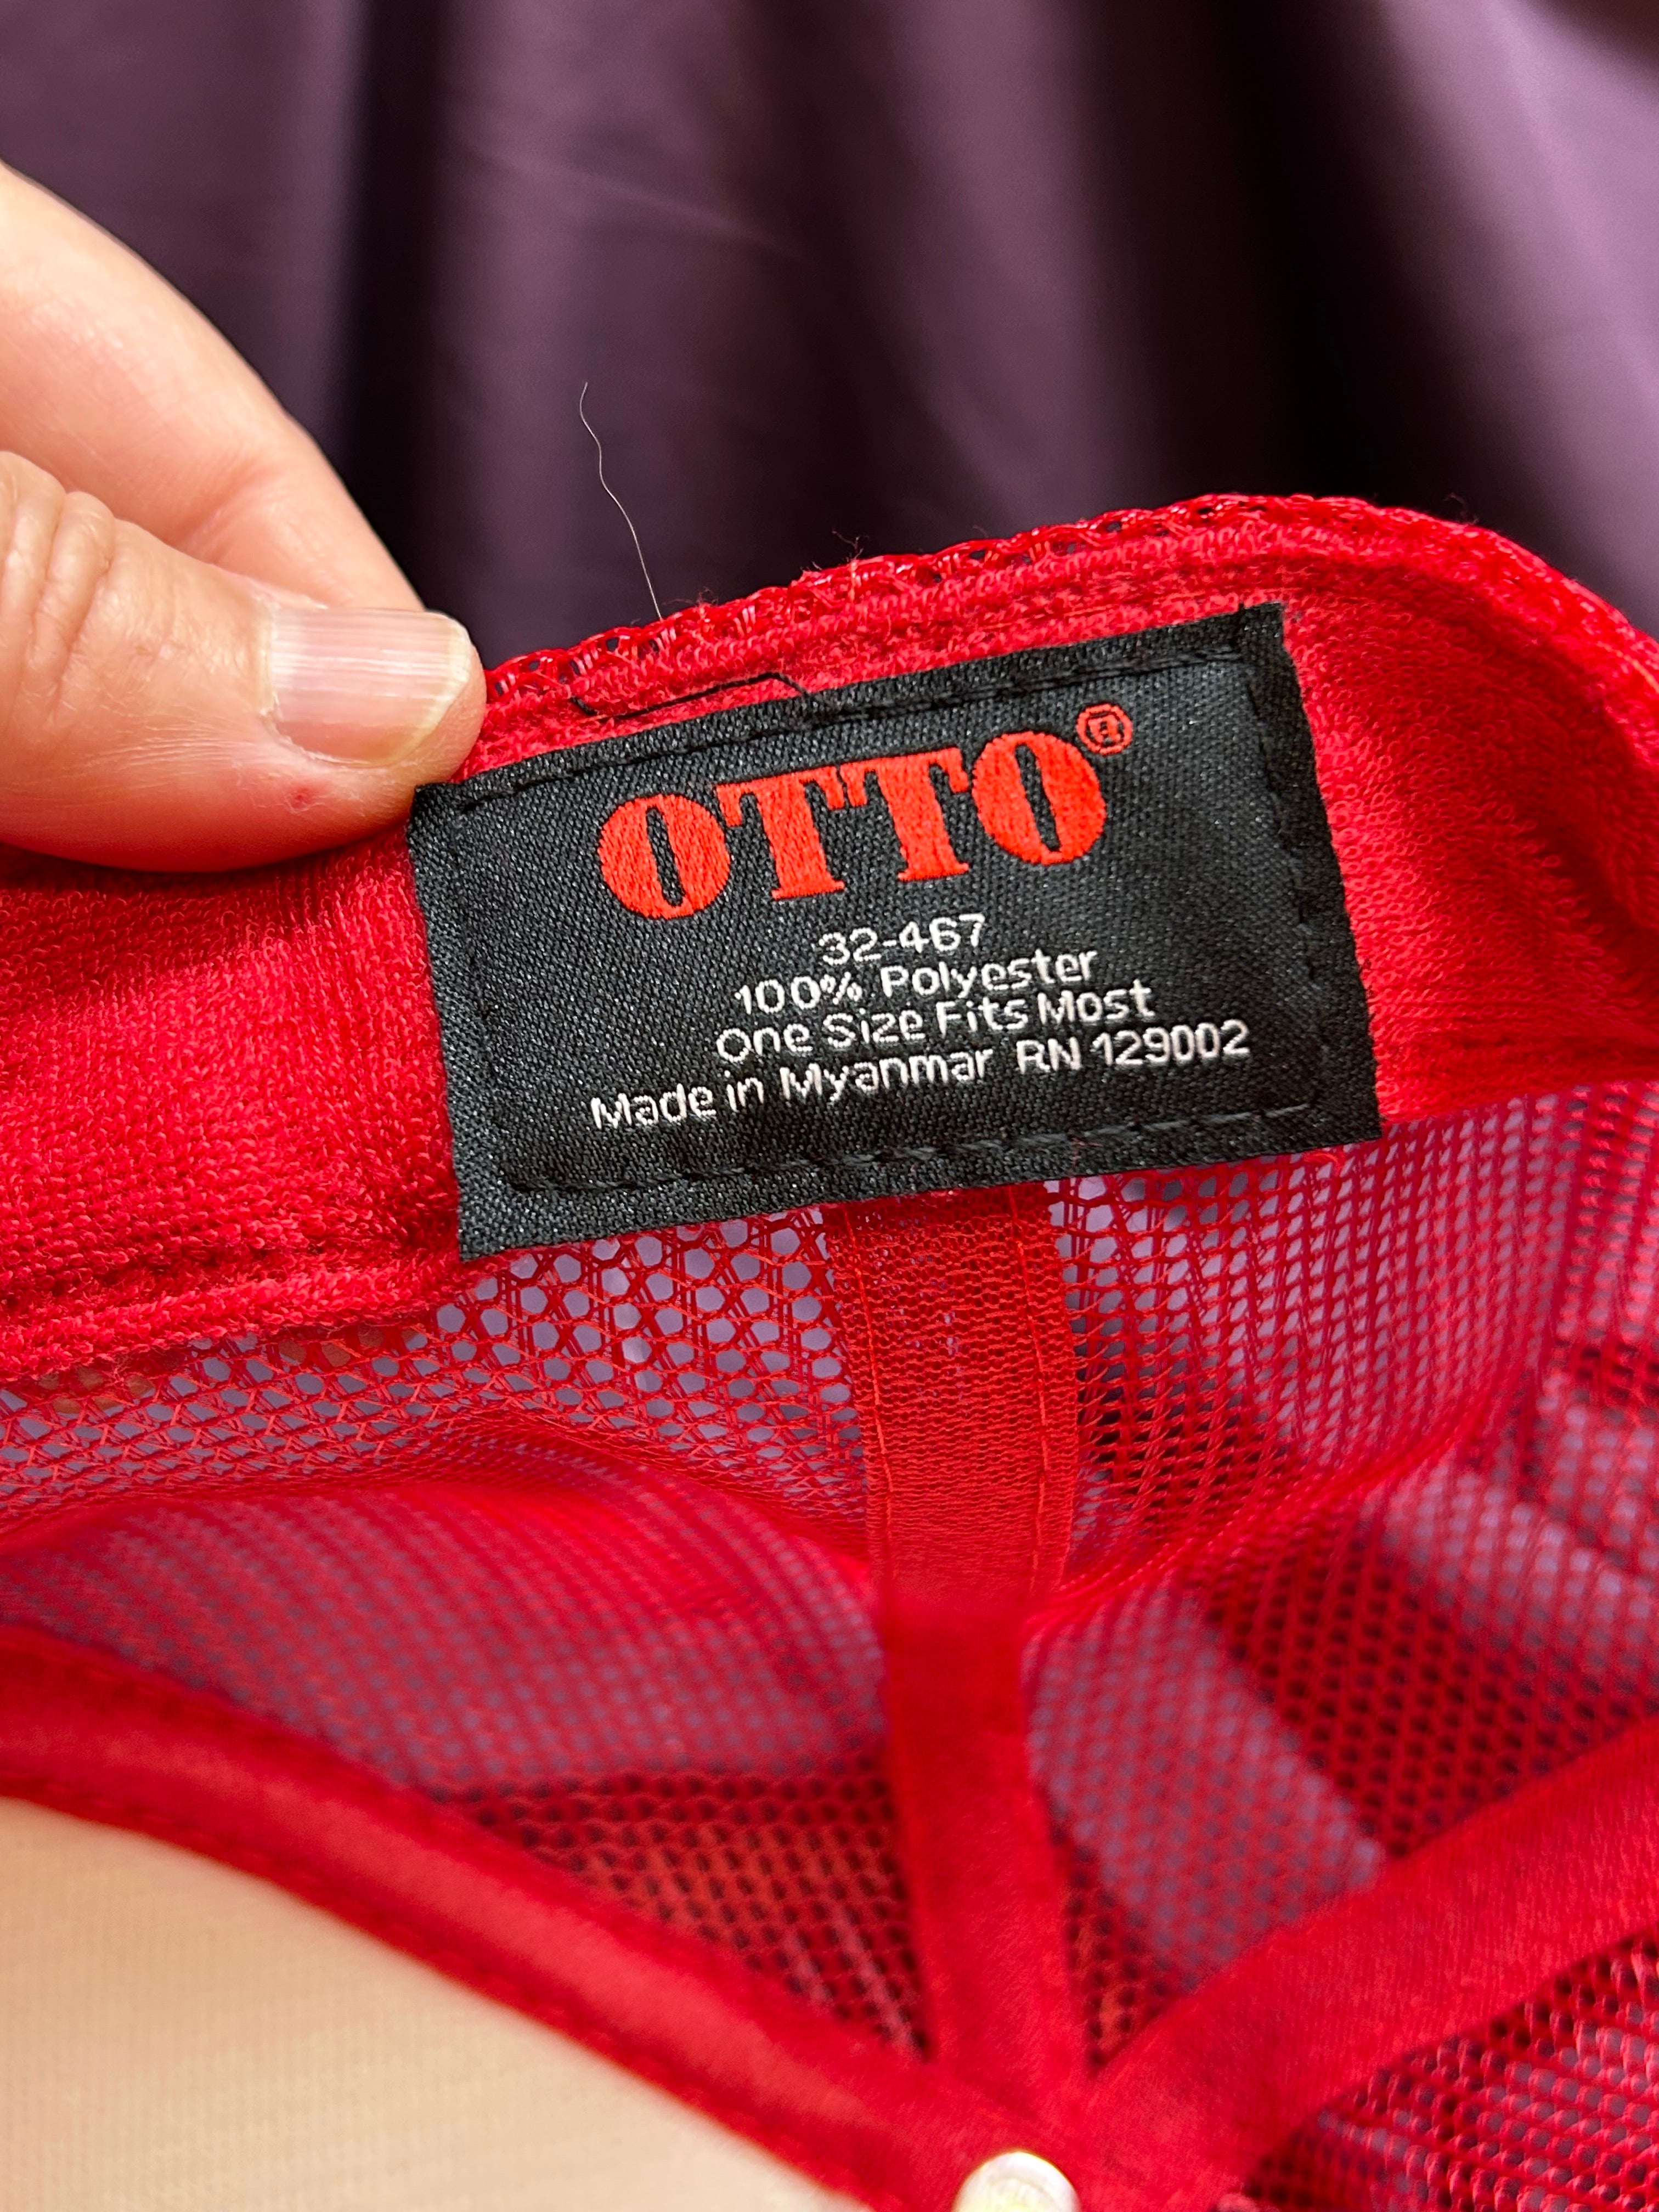 OTTO®
32-467
100% Polyester
One Size Fits Most
Made in Myanmar RN 129002